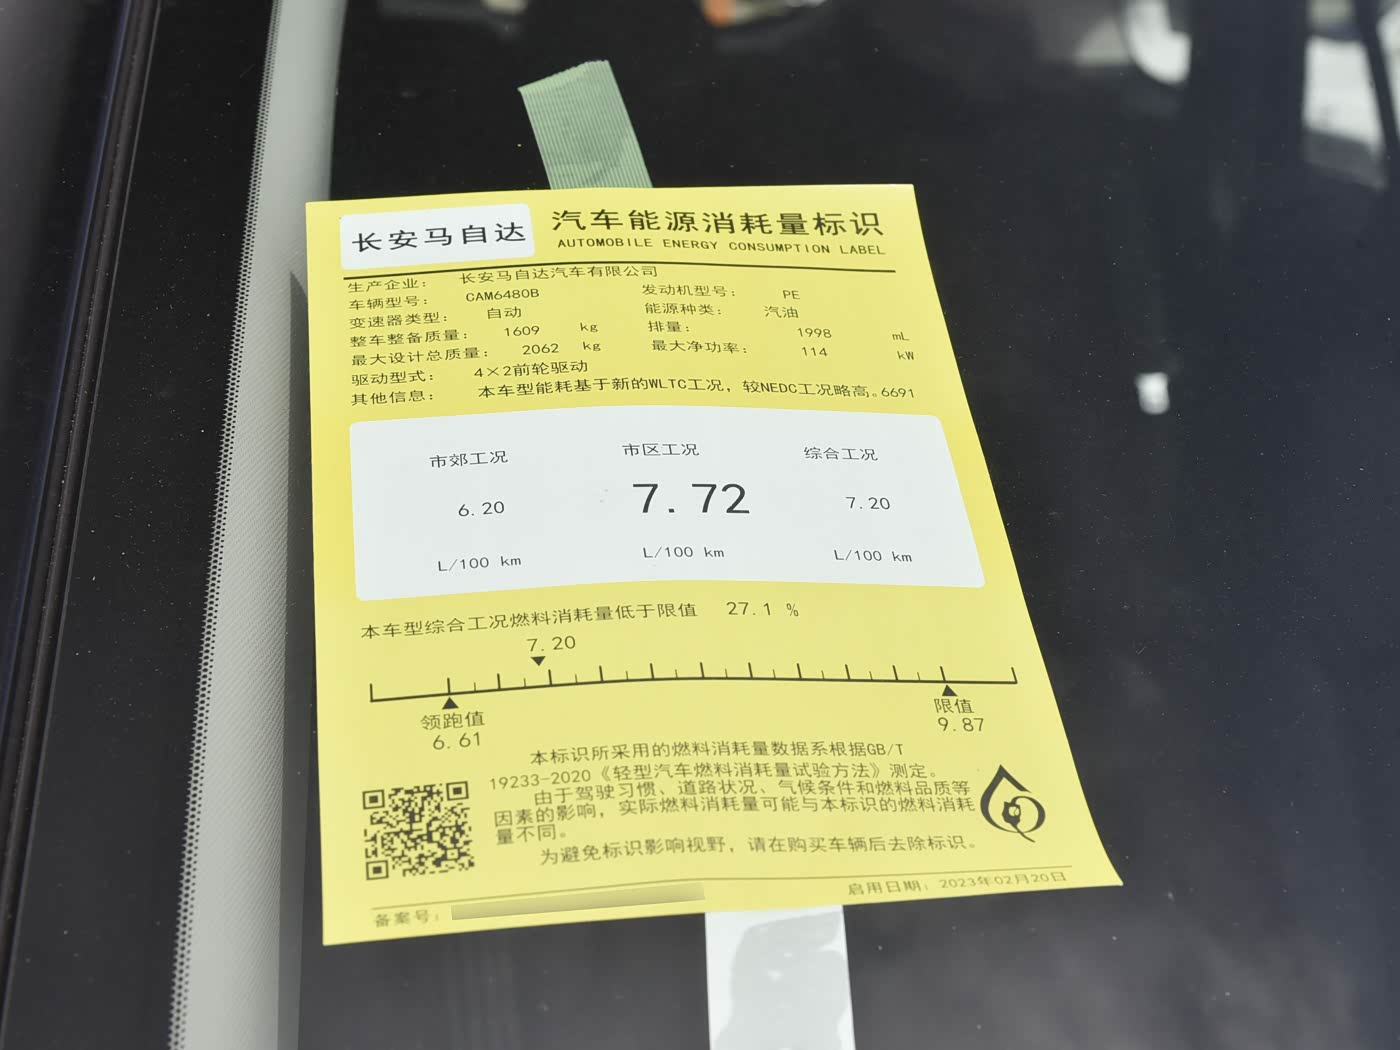 长安马自达
汽车能源消耗量标识
AUTOMOBILE ENERGY CONSUMPTION LABEL
生产企业： 长安马自达汽车有限公司
车辆型号： CAM6480B 发动机型号： PE
变速器类型： 自动 能源种类： 汽油
整车整备质量： 1609 kg 排量： 1998 mL
最大设计总质量： 2062 kg 最大净功率： 114 kW
驱动型式： 4×2前轮驱动
其他信息： 本车型能耗基于新的WLTC工况，较NEDC工况略高。6691
市郊工况 市区工况 综合工况
6.20 7.72 7.20
L/100 km L/100 km L/100 km
本车型综合工况燃料消耗量低于限值 27.1 %
7.20
领跑值 限值
6.61 9.87
本标识所采用的燃料消耗量数据系根据GB/T
19233-2020《轻型汽车燃料消耗量试验方法》测定。
由于驾驶习惯、道路状况、气候条件和燃料品质等
因素的影响，实际燃料消耗量可能与本标识的燃料消耗
量不同。
为避免标识影响视野，请在购买车辆后去除标识。
备案号： 启用日期：2023年02月20日